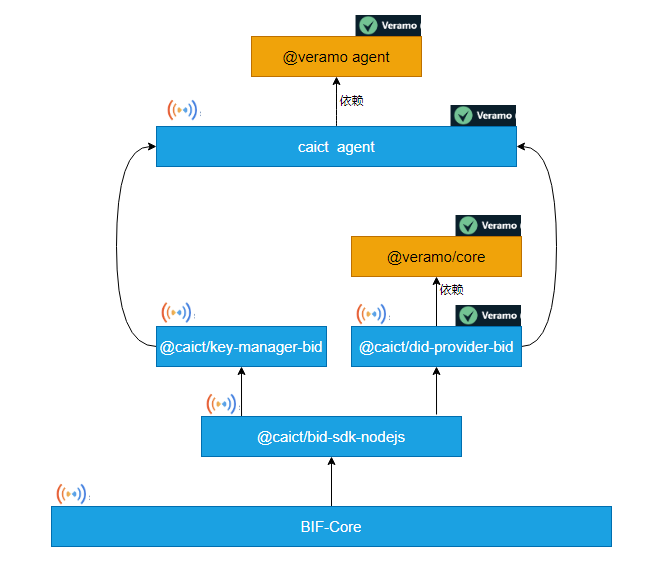 Veramo
@veramo agent
依赖
Veramo
caict agent
Veramo
@veramo/core
依赖
Veramo
@caict/key-manager-bid
@caict/did-provider-bid
@caict/bid-sdk-nodejs
BIF-Core